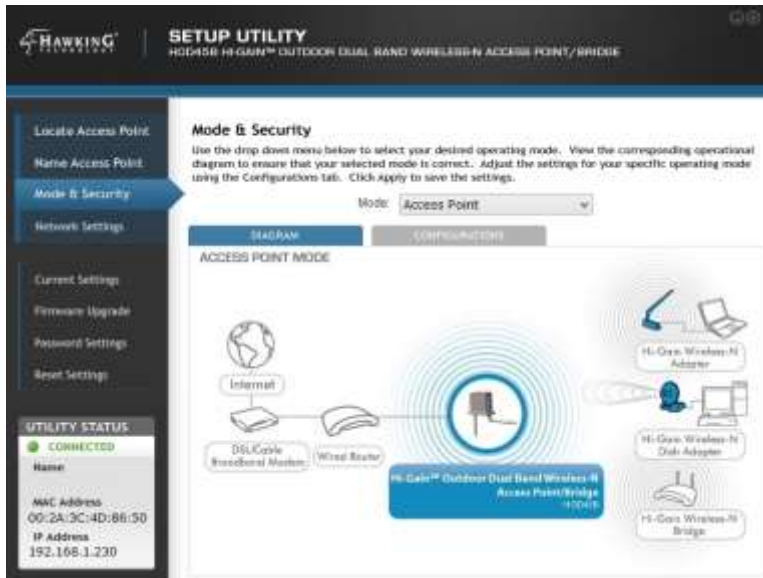 HAWKING
TECHNOLOGY
SETUP UTILITY
HOD45B HI-GAIN™ OUTDOOR DUAL BAND WIRELESS-N ACCESS POINT/BRIDGE
Locate Access Point
Name Access Point
Mode & Security
Network Settings
Current Settings
Firmware Upgrade
Password Settings
Reset Settings
UTILITY STATUS
CONNECTED
Name
MAC Address
00:2A:3C:4D:86:50
IP Address
192.168.1.230
Mode & Security
Use the drop down menu below to select your desired operating mode. View the corresponding operational
diagram to ensure that your selected mode is correct. Adjust the settings for your specific operating mode
using the Configurations tab. Click Apply to save the settings.
Mode: Access Point
DIAGRAM
CONFIGURATIONS
ACCESS POINT MODE
Internet
DSL/Cable
Broadband Modem
Wired Router
Hi-Gain™ Outdoor Dual Band Wireless-N
Access Point/Bridge
HOD45B
Hi-Gain Wireless-N
Adapter
Hi-Gain Wireless-N
Dish Adapter
Hi-Gain Wireless-N
Bridge